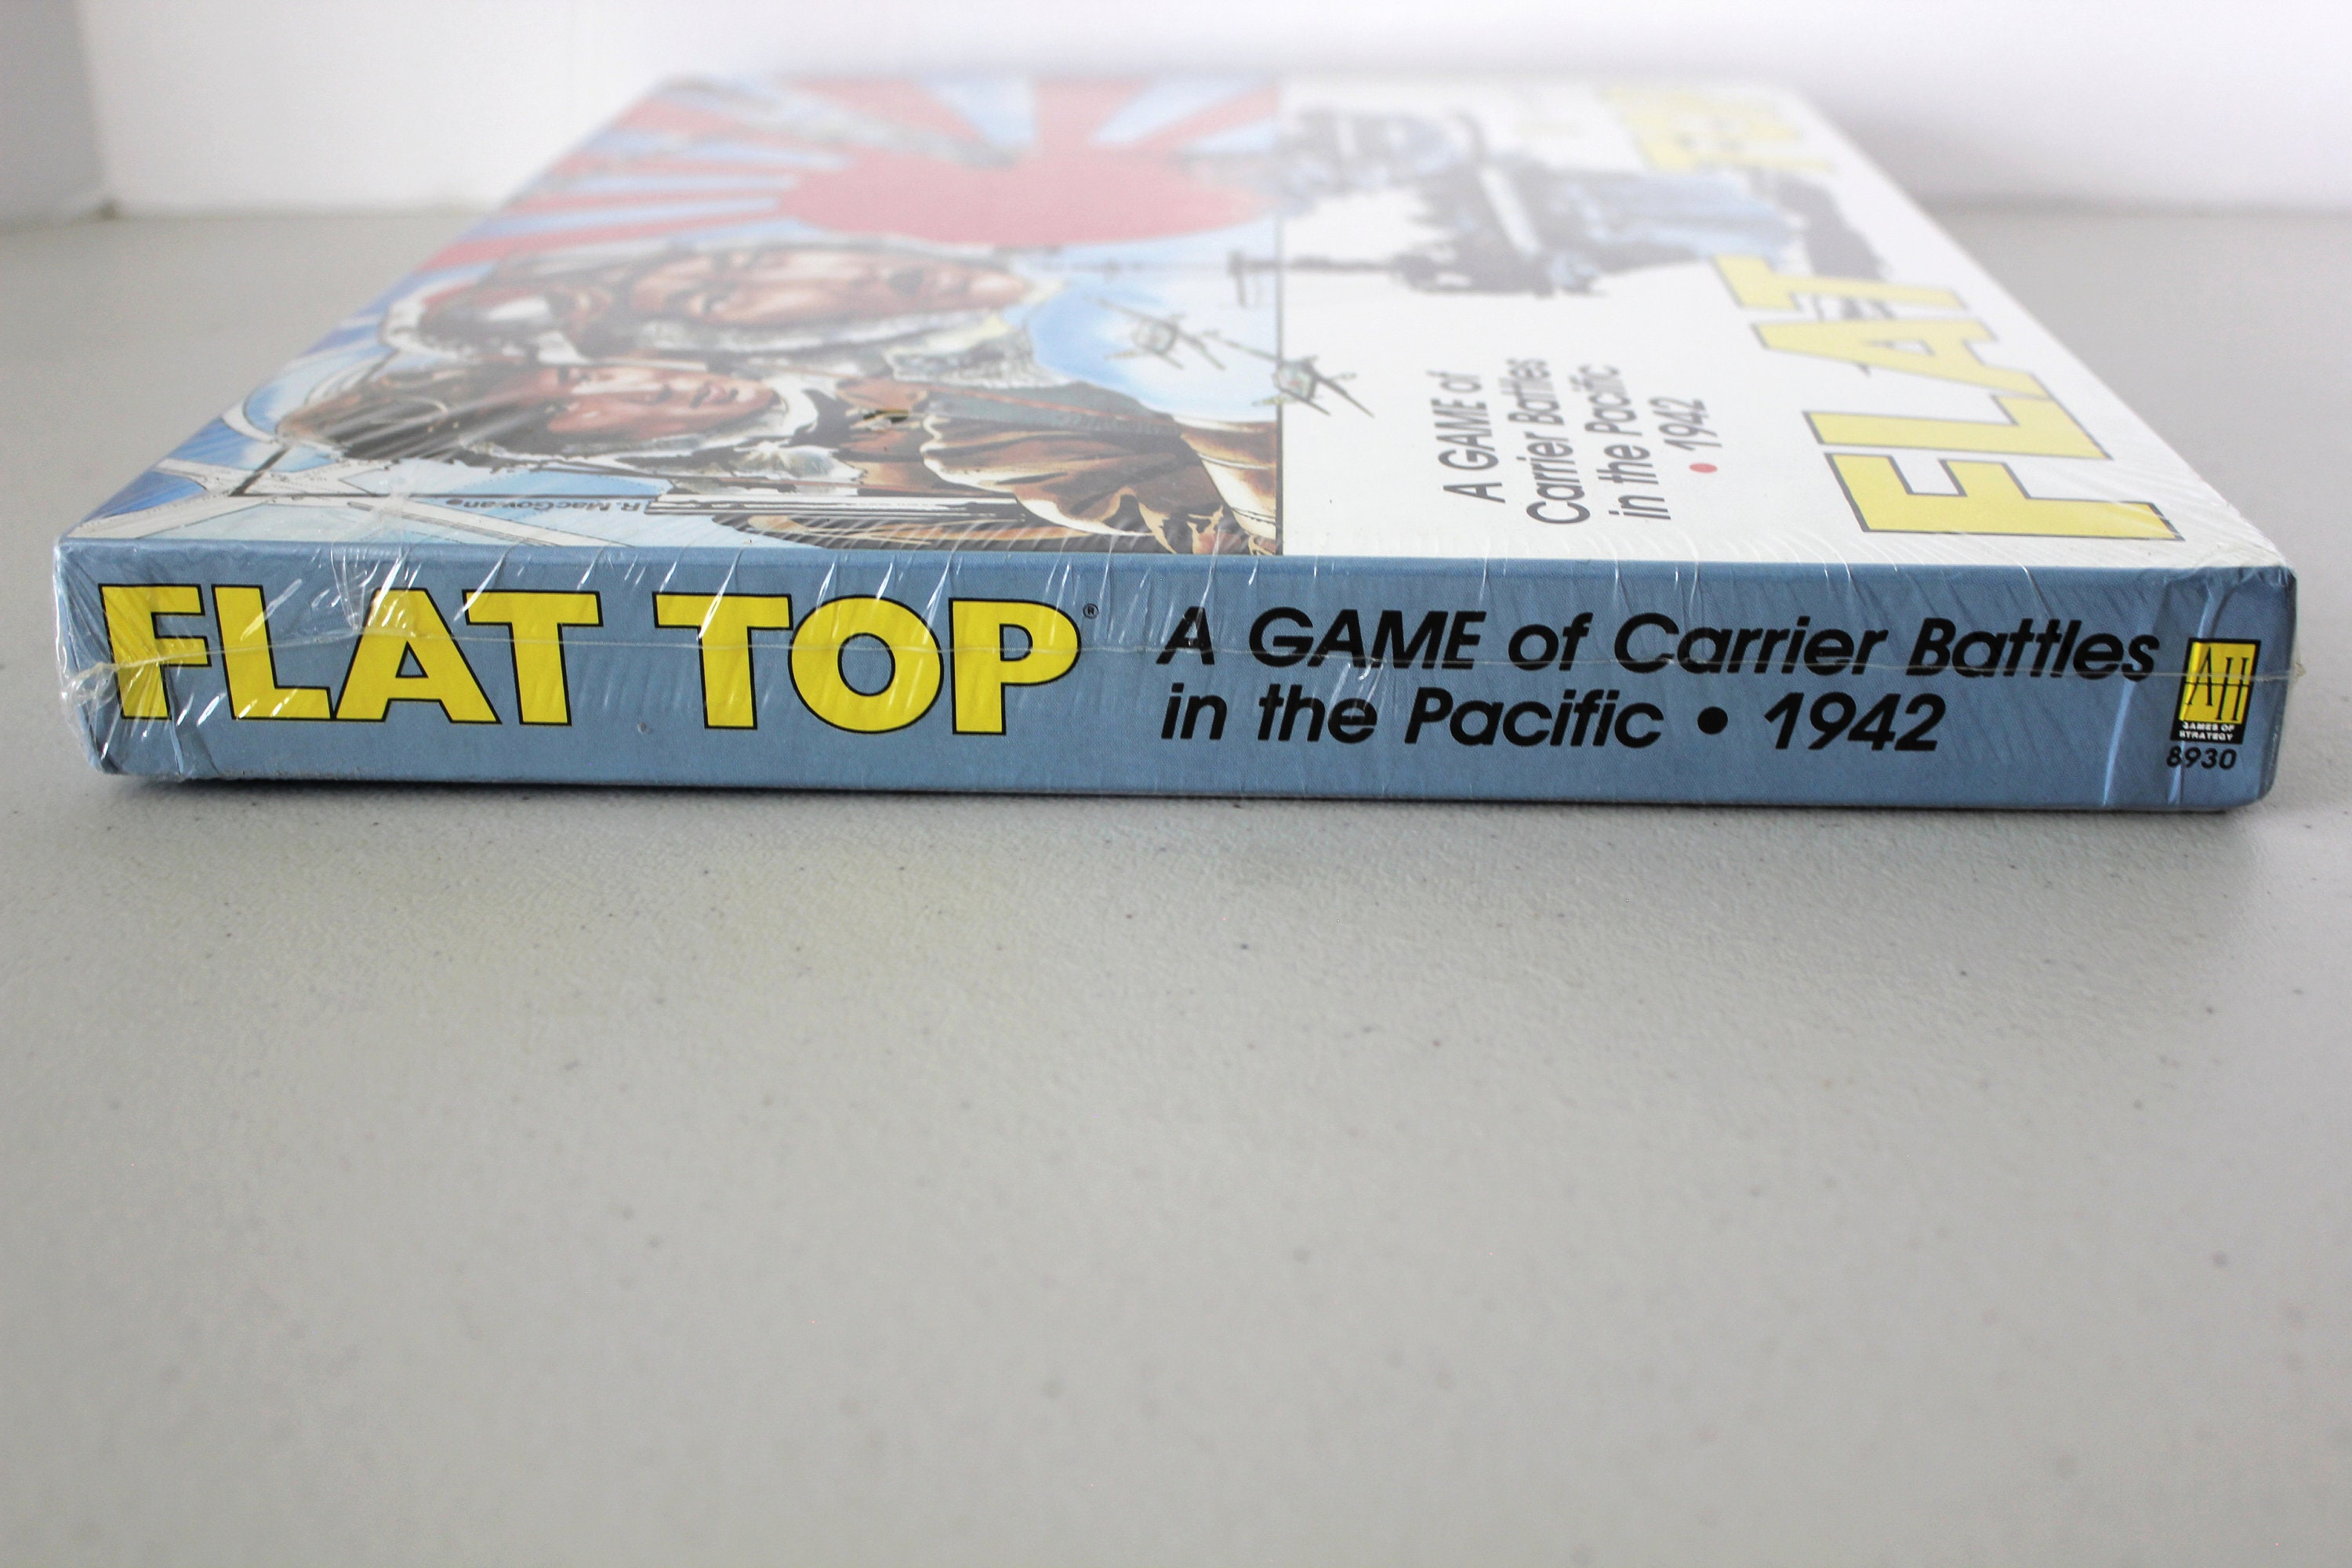 FLAT TOP
A GAME of
Carrier Battles
in the Pacific
• 1942
R. MacGowan
FLAT TOP®
A GAME of Carrier Battles
in the Pacific • 1942
AH
GAMES OF
STRATEGY
8930